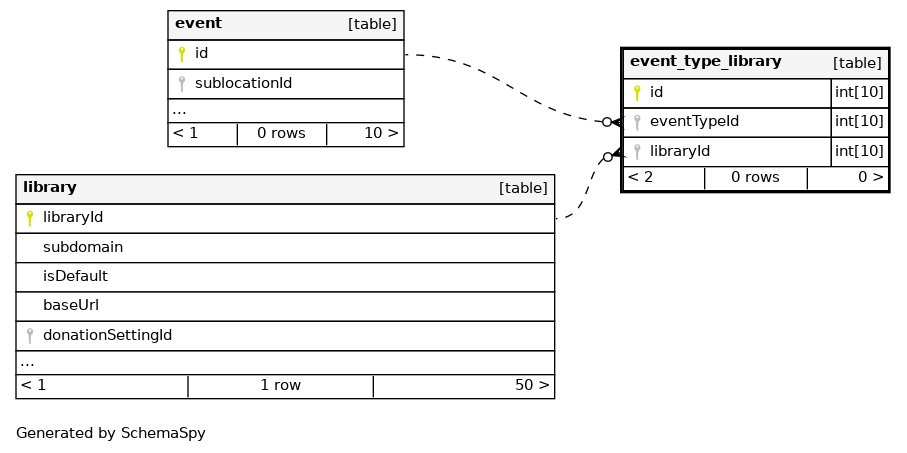 event [table]
id
sublocationId
...
< 1 0 rows 10 >
event_type_library [table]
id int[10]
eventTypeId int[10]
libraryId int[10]
< 2 0 rows 0 >
library [table]
libraryId
subdomain
isDefault
baseUrl
donationSettingId
...
< 1 1 row 50 >
Generated by SchemaSpy